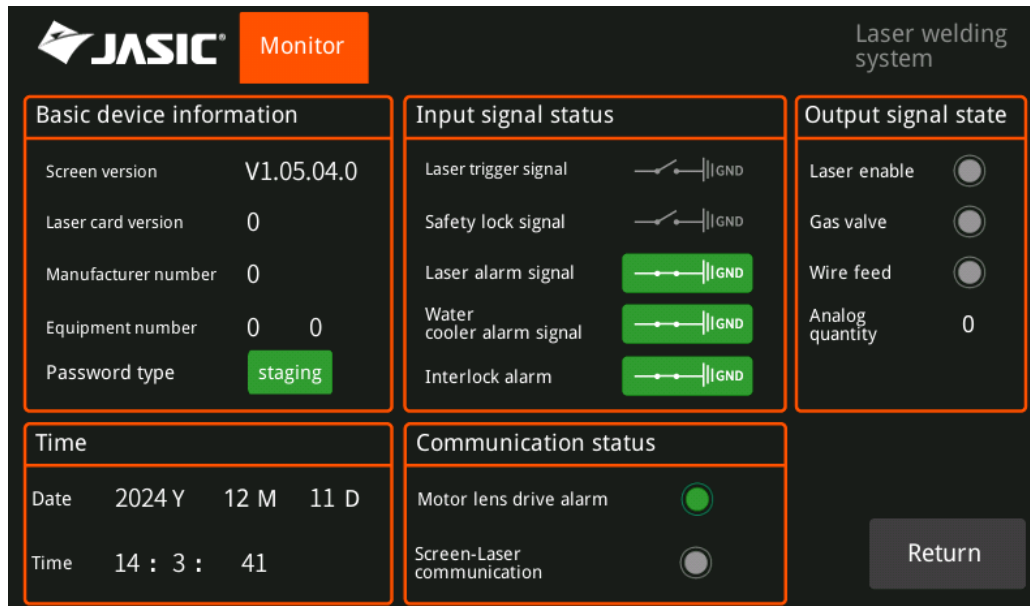 JASIC
Monitor
Laser welding
system
Basic device information
Screen version V1.05.04.0
Laser card version 0
Manufacturer number 0
Equipment number 0 0
Password type staging
Input signal status
Laser trigger signal GND
Safety lock signal GND
Laser alarm signal GND
Water
cooler alarm signal GND
Interlock alarm GND
Output signal state
Laser enable
Gas valve
Wire feed
Analog
quantity 0
Time
Date 2024 Y 12 M 11 D
Time 14 : 3 : 41
Communication status
Motor lens drive alarm
Screen-Laser
communication
Return